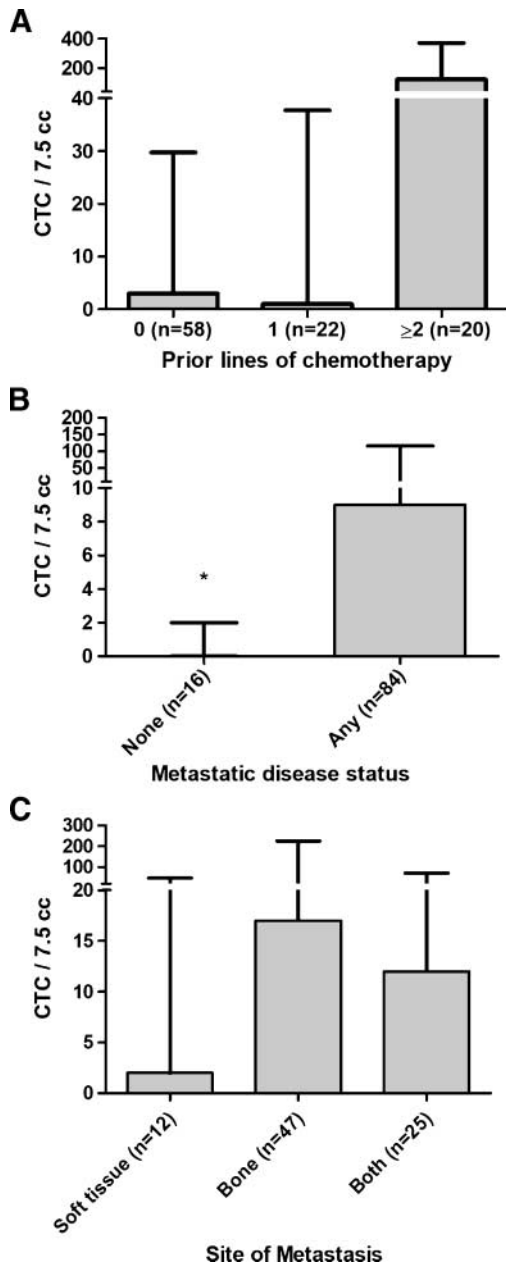 A
400
200
40
30
20
10
0
CTC / 7.5 cc
0 (n=58) 1 (n=22) ≥2 (n=20)
Prior lines of chemotherapy
B
200
150
100
50
10
8
6
4
2
0
CTC / 7.5 cc
*
None (n=16) Any (n=84)
Metastatic disease status
C
300
200
100
20
15
10
5
0
CTC / 7.5 cc
Soft tissue (n=12) Bone (n=47) Both (n=25)
Site of Metastasis